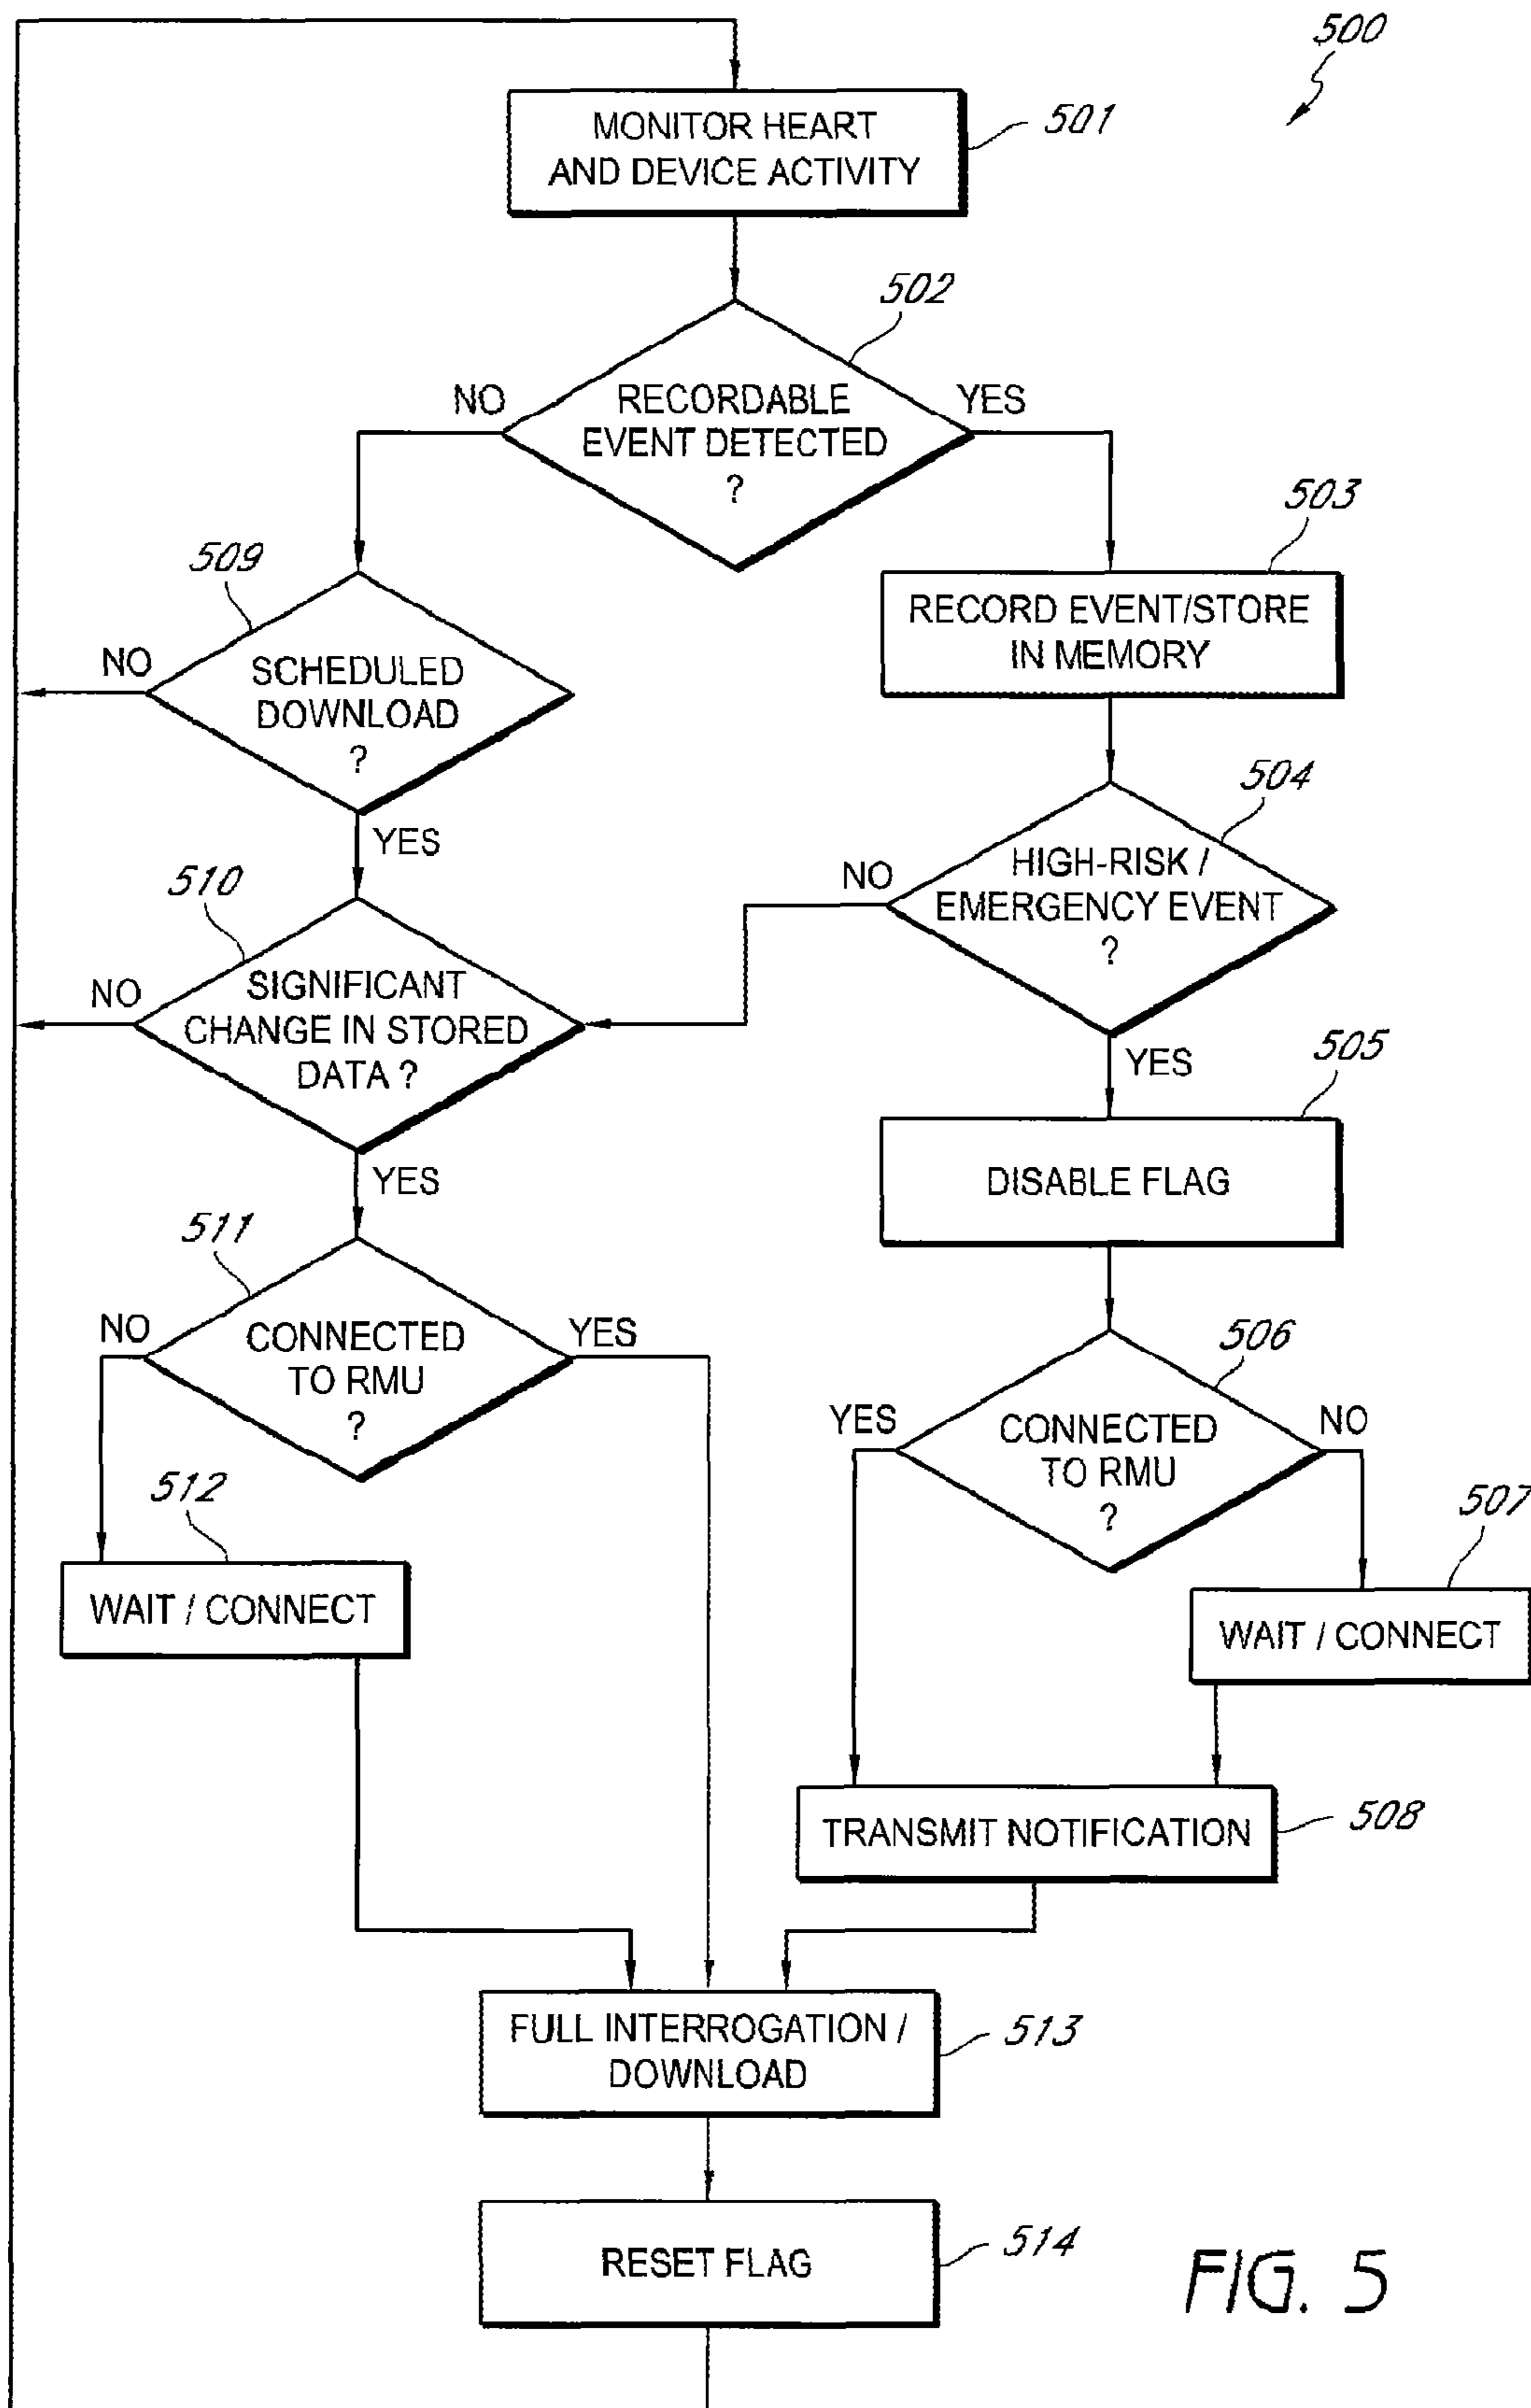 500
MONITOR HEART
AND DEVICE ACTIVITY
501
502
NO
RECORDABLE
EVENT DETECTED
?
YES
503
RECORD EVENT/STORE
IN MEMORY
509
NO
SCHEDULED
DOWNLOAD
?
YES
504
HIGH-RISK /
EMERGENCY EVENT
?
NO
YES
510
NO
SIGNIFICANT
CHANGE IN STORED
DATA ?
YES
505
DISABLE FLAG
511
NO
CONNECTED
TO RMU
?
YES
506
YES
CONNECTED
TO RMU
?
NO
512
WAIT / CONNECT
507
WAIT / CONNECT
TRANSMIT NOTIFICATION
508
FULL INTERROGATION /
DOWNLOAD
513
RESET FLAG
514
FIG. 5